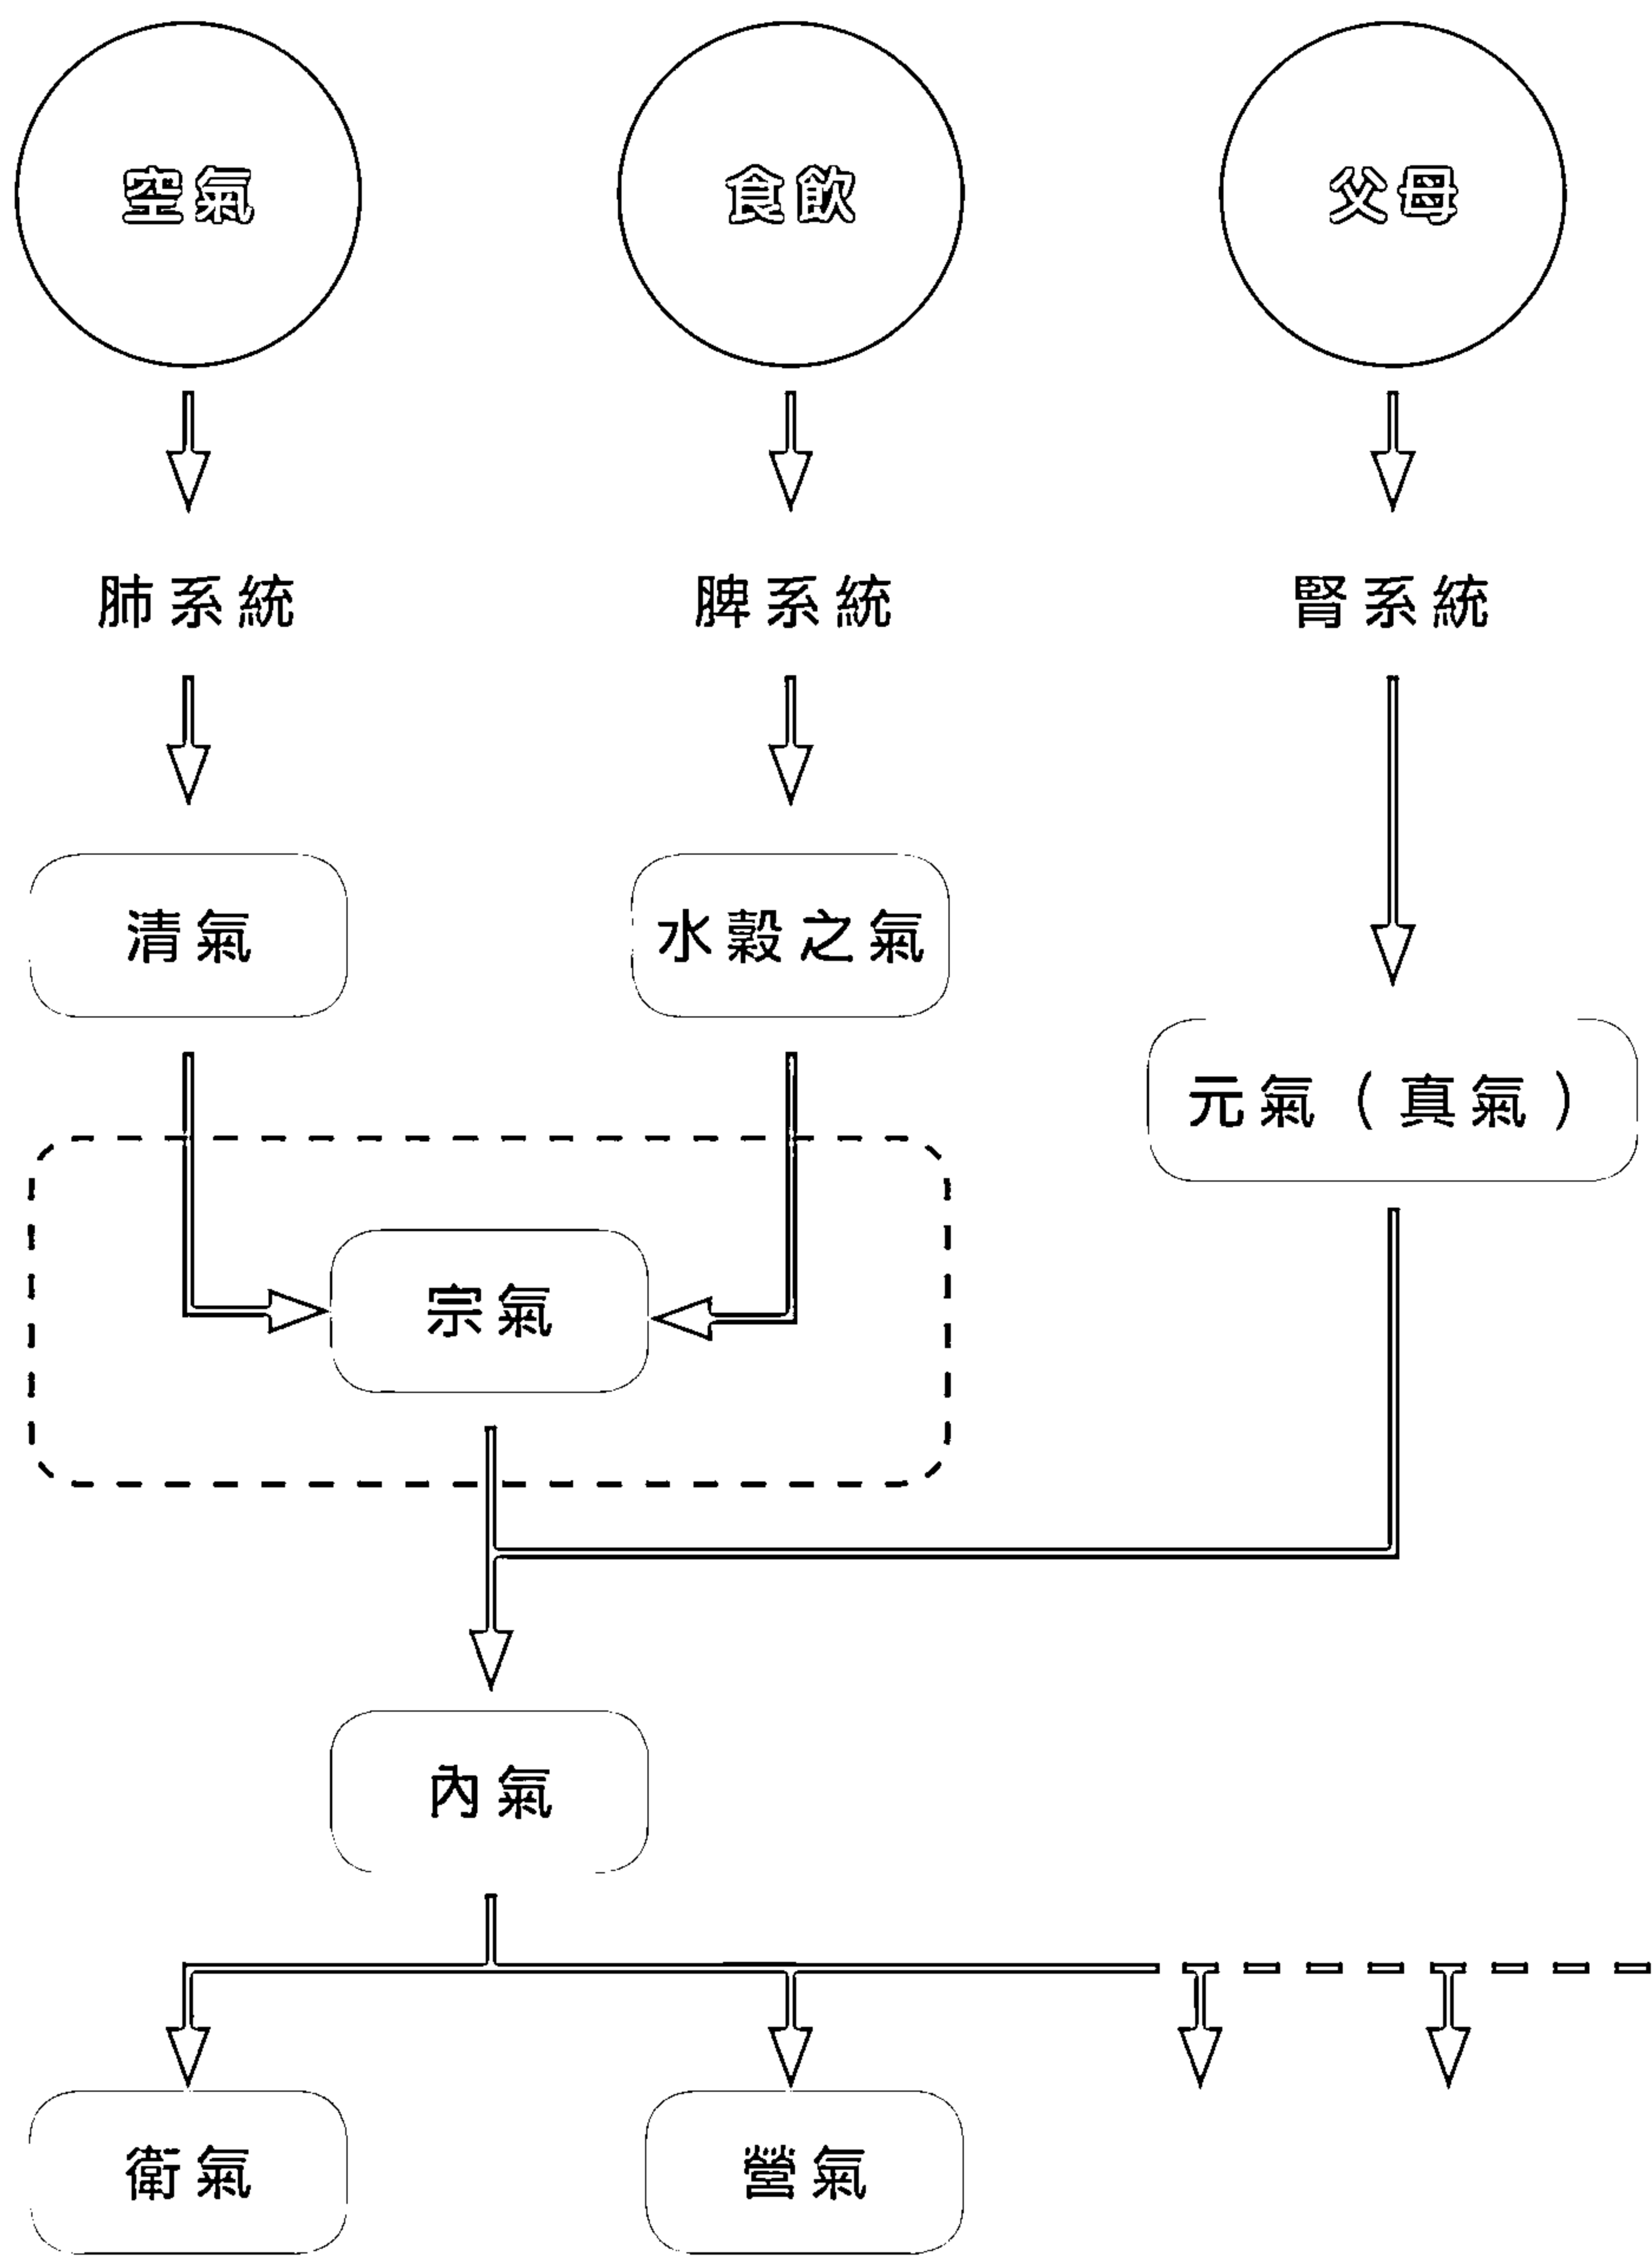 空氣
食飲
父母
肺系統
脾系統
腎系統
清氣
水穀之氣
元氣（真氣）
宗氣
內氣
衛氣
營氣